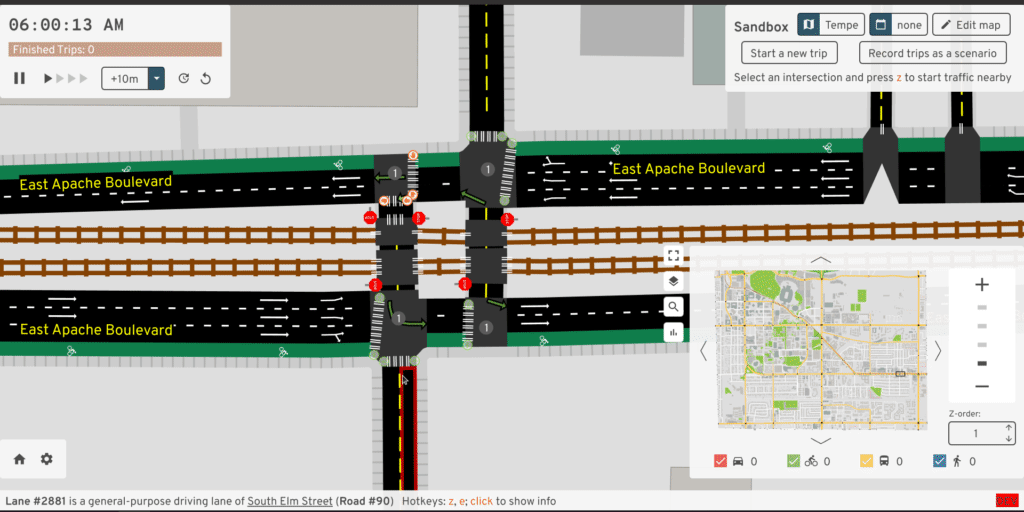 06:00:13 AM
Finished Trips: 0
+10m
Sandbox
Tempe
none
Edit map
Start a new trip
Record trips as a scenario
Select an intersection and press z to start traffic nearby
East Apache Boulevard
East Apache Boulevard
1
1
East Apache Boulevard
1
1
Z-order:
1
0
0
0
0
Lane #2881 is a general-purpose driving lane of South Elm Street (Road #90) Hotkeys: z, e; click to show info